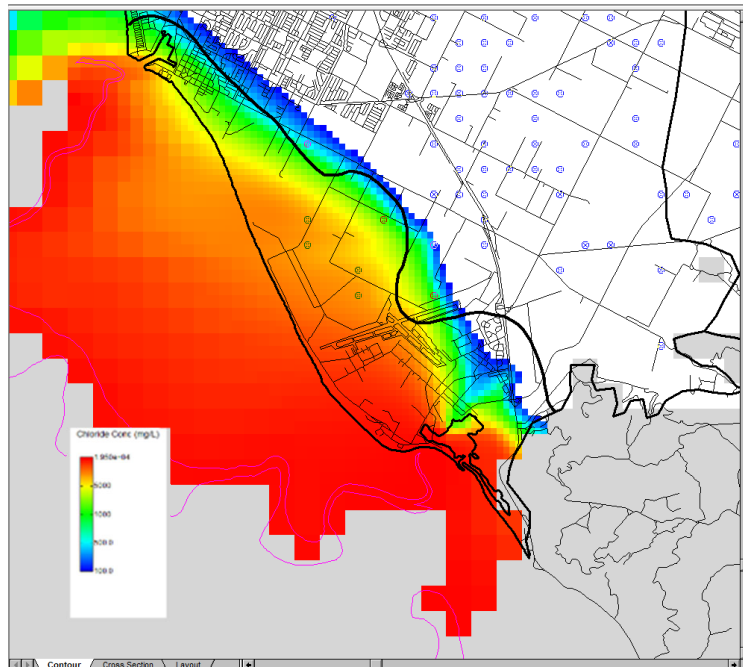 Chloride Conc (mg/L)
1.950e+04
5000
1000
500.0
100.0
Contour
Cross Section
Layout